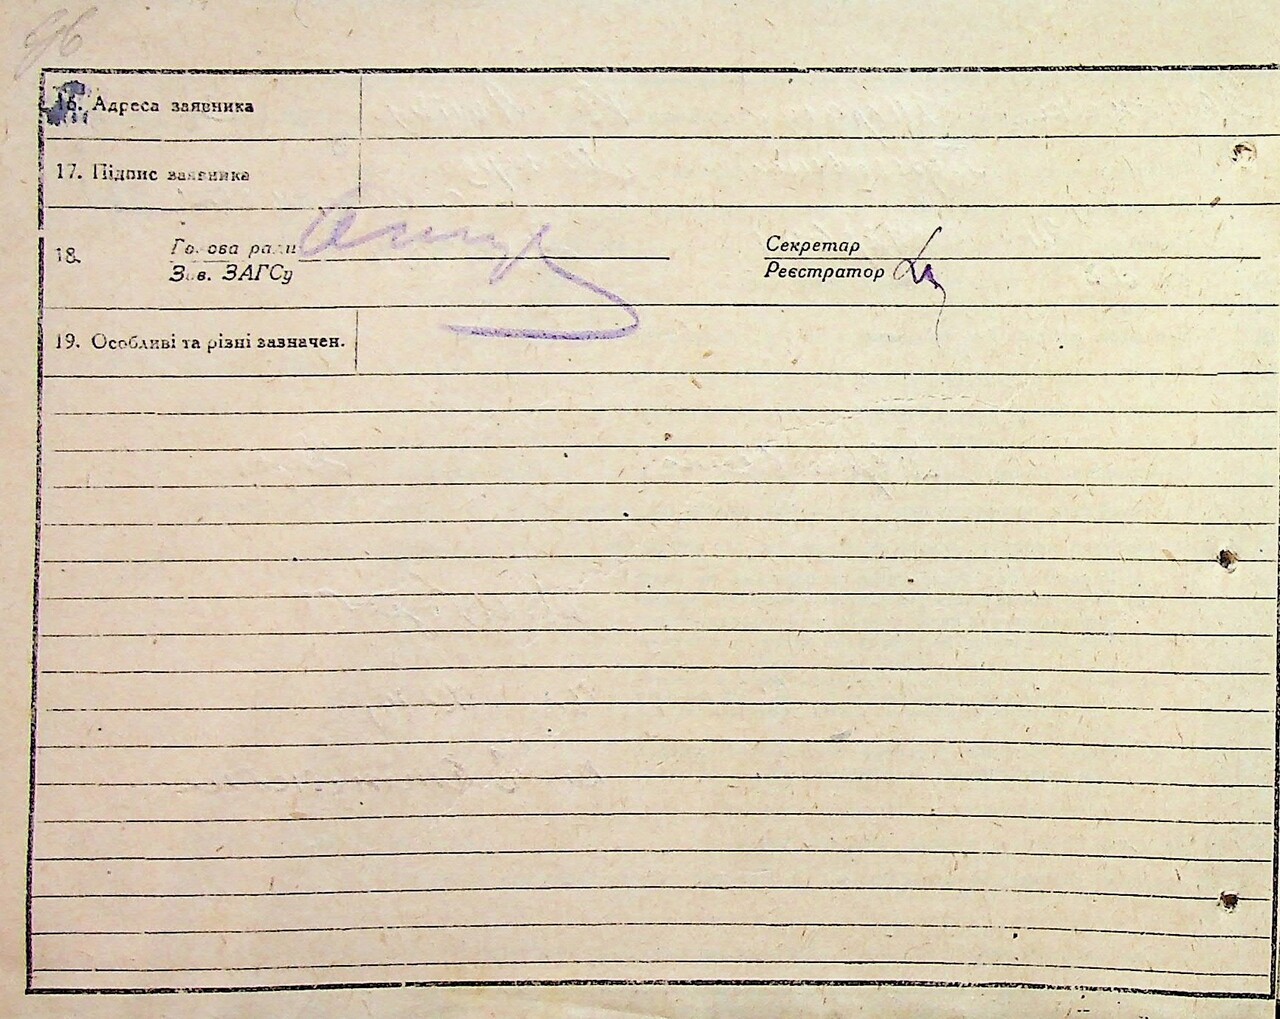 96
16. Адреса заявника
17. Підпис заявника
18. Голова ради Секретар
Зав. ЗАГСу Реєстратор
19. Особливі та різні зазначен.